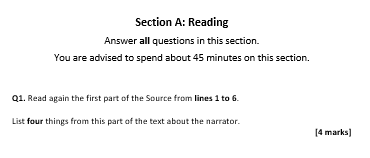 Section A: Reading
Answer all questions in this section.
You are advised to spend about 45 minutes on this section.
Q1. Read again the first part of the Source from lines 1 to 6.
List four things from this part of the text about the narrator.
[4 marks]